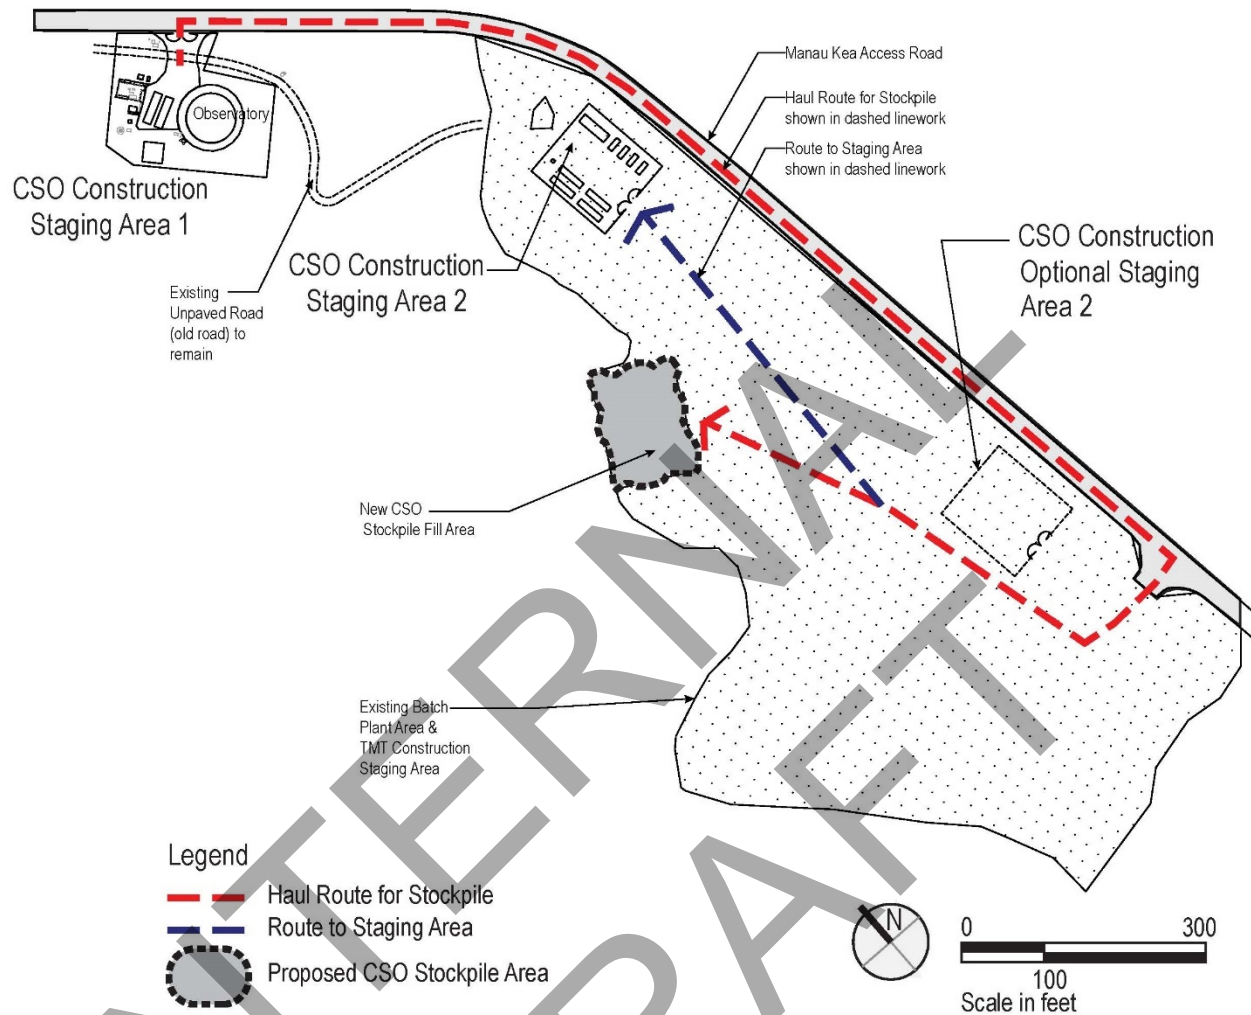 Manau Kea Access Road
Haul Route for Stockpile
shown in dashed linework
Route to Staging Area
shown in dashed linework
Observatory
CSO Construction
Staging Area 1
CSO Construction
Staging Area 2
CSO Construction
Optional Staging
Area 2
Existing
Unpaved Road
(old road) to
remain
New CSO
Stockpile Fill Area
Existing Batch
Plant Area &
TMT Construction
Staging Area
Legend
Haul Route for Stockpile
Route to Staging Area
Proposed CSO Stockpile Area
N
0
300
100
Scale in feet
NTERNAL
RAFT